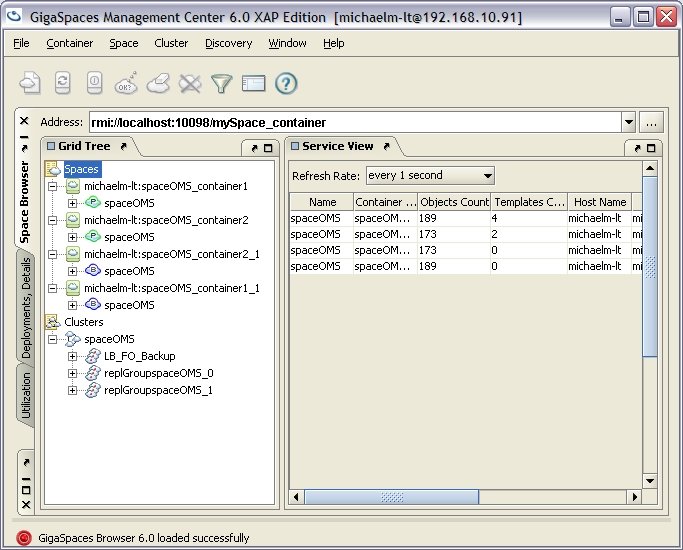 GigaSpaces Management Center 6.0 XAP Edition [michaelm-lt@192.168.10.91]
File Container Space Cluster Discovery Window Help
OK?
?
Address: rmi://localhost:10098/mySpace_container ...
Space Browser
Deployments, Details
Utilization
Grid Tree
Spaces
michaelm-lt:spaceOMS_container1
P spaceOMS
michaelm-lt:spaceOMS_container2
P spaceOMS
michaelm-lt:spaceOMS_container2_1
B spaceOMS
michaelm-lt:spaceOMS_container1_1
B spaceOMS
Clusters
spaceOMS
LB_FO_Backup
replGroupspaceOMS_0
replGroupspaceOMS_1
Service View
Refresh Rate: every 1 second
Name Container ... Objects Count Templates C... Host Name
spaceOMS spaceOM... 189 4 michaelm-lt mi
spaceOMS spaceOM... 173 2 michaelm-lt mi
spaceOMS spaceOM... 173 0 michaelm-lt mi
spaceOMS spaceOM... 189 0 michaelm-lt mi
GigaSpaces Browser 6.0 loaded successfully